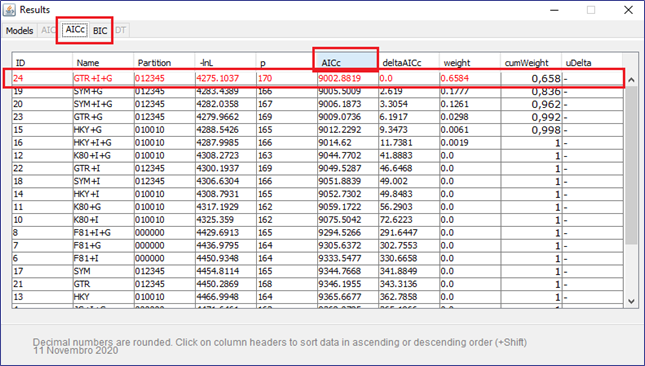 Results
Models AIC AICc BIC DT
ID Name Partition -lnL p AICc deltaAICc weight cumWeight uDelta
24 GTR+I+G 012345 4275.1037 170 9002.8819 0.0 0.6584 0,658 -
19 SYM+G 012345 4283.4389 166 9005.5009 2.619 0.1777 0,836 -
20 SYM+I+G 012345 4282.0358 167 9006.1873 3.3054 0.1261 0,962 -
23 GTR+G 012345 4279.9662 169 9009.0736 6.1917 0.0298 0,992 -
15 HKY+G 010010 4288.5426 165 9012.2292 9.3473 0.0061 0,998 -
16 HKY+I+G 010010 4287.9985 166 9014.62 11.7381 0.0019 1 -
12 K80+I+G 010010 4308.2723 163 9044.7702 41.8883 0.0 1 -
22 GTR+I 012345 4300.1937 169 9049.5287 46.6468 0.0 1 -
18 SYM+I 012345 4306.6304 166 9051.8839 49.002 0.0 1 -
14 HKY+I 010010 4308.7931 165 9052.7302 49.8483 0.0 1 -
11 K80+G 010010 4317.1929 162 9059.1722 56.2903 0.0 1 -
10 K80+I 010010 4325.359 162 9075.5042 72.6223 0.0 1 -
8 F81+I+G 000000 4429.6913 165 9294.5266 291.6447 0.0 1 -
7 F81+G 000000 4436.9795 164 9305.6372 302.7553 0.0 1 -
6 F81+I 000000 4450.9348 164 9333.5477 330.6658 0.0 1 -
17 SYM 012345 4454.8114 165 9344.7668 341.8849 0.0 1 -
21 GTR 012345 4450.2869 168 9346.1955 343.3136 0.0 1 -
13 HKY 010010 4466.9948 164 9365.6677 362.7858 0.0 1 -
Decimal numbers are rounded. Click on column headers to sort data in ascending or descending order (+Shift)
11 Novembro 2020